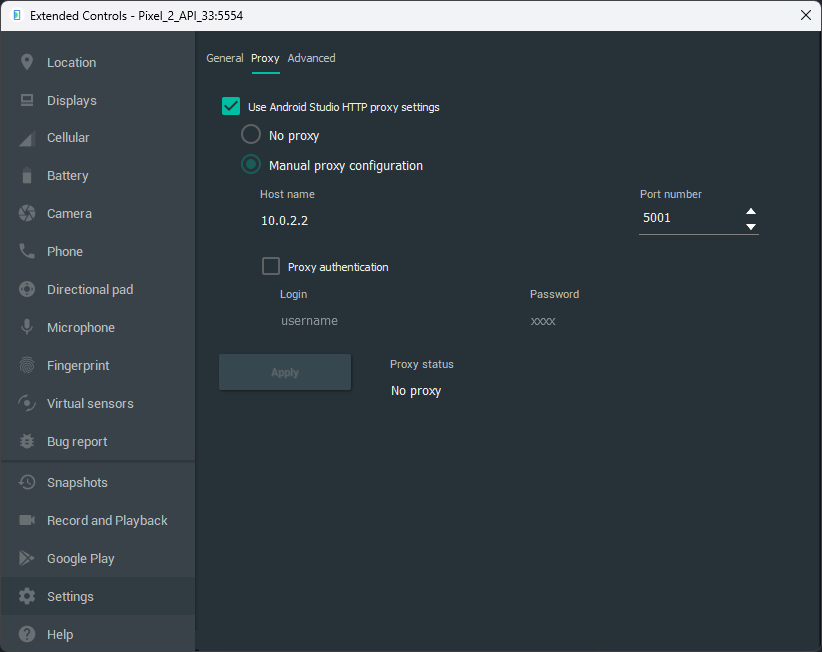 Extended Controls - Pixel_2_API_33:5554
Location
Displays
Cellular
Battery
Camera
Phone
Directional pad
Microphone
Fingerprint
Virtual sensors
Bug report
Snapshots
Record and Playback
Google Play
Settings
Help
General Proxy Advanced
Use Android Studio HTTP proxy settings
No proxy
Manual proxy configuration
Host name Port number
10.0.2.2 5001
Proxy authentication
Login Password
username xxxx
Apply
Proxy status
No proxy